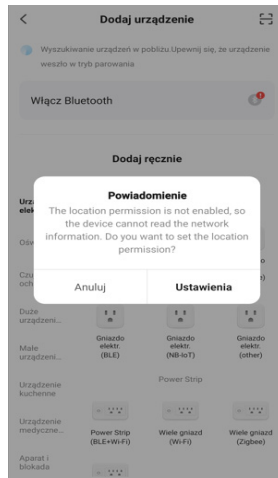 Dodaj urządzenie
Wyszukiwanie urządzeń w
pobliżu.Upewnij się, że urządzenie
weszło w tryb parowania
Włącz Bluetooth
Dodaj ręcznie
Powiadomienie
The location permission is not enabled, so
the device cannot read the network
information. Do you want to set the location
permission?
Anuluj
Ustawienia
Duże
urządzeni...
Gniazdo
elektr.
(BLE)
Gniazdo
elektr.
(NB-IoT)
Gniazdo
elektr.
(other)
Małe
urządzeni...
Power Strip
Urządzenie
kuchenne
Urządzenie
medyczne...
Power Strip
(BLE+Wi-Fi)
Wiele gniazd
(Wi-Fi)
Wiele gniazd
(Zigbee)
Aparat i
blokada